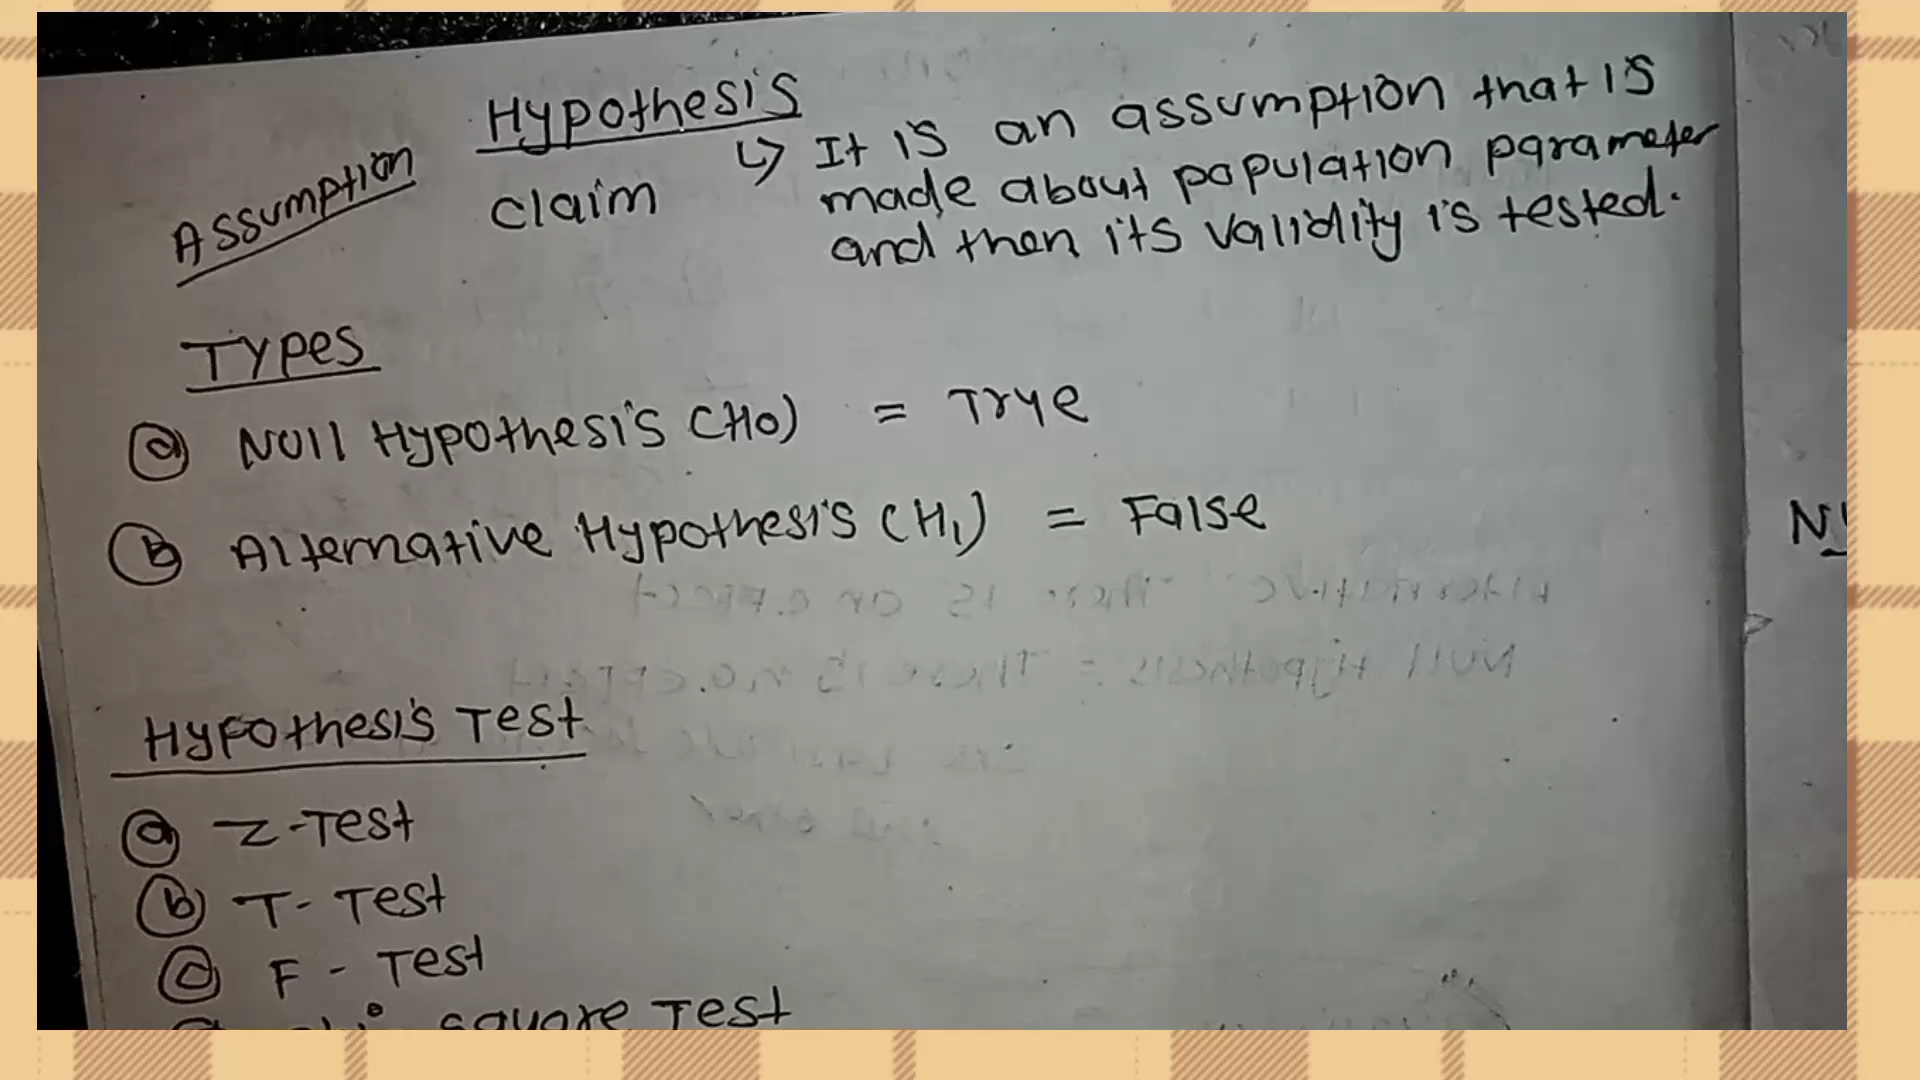 Hypothesis
Assumption
claim
↳ It is an assumption that is
made about population parameter
and then its validity is tested.
Types
(a) Null Hypothesis (H0) = True
(b) Alternative Hypothesis (H1) = False
Hypothesis Test
(a) Z-Test
(b) T-Test
(c) F-Test
square Test